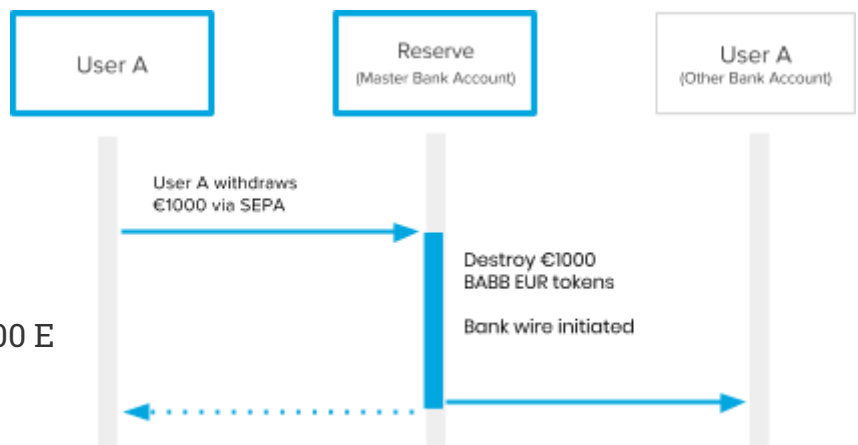 User A
Reserve
(Master Bank Account)
User A
(Other Bank Account)
User A withdraws
€1000 via SEPA
Destroy €1000
BABB EUR tokens
Bank wire initiated
00 E